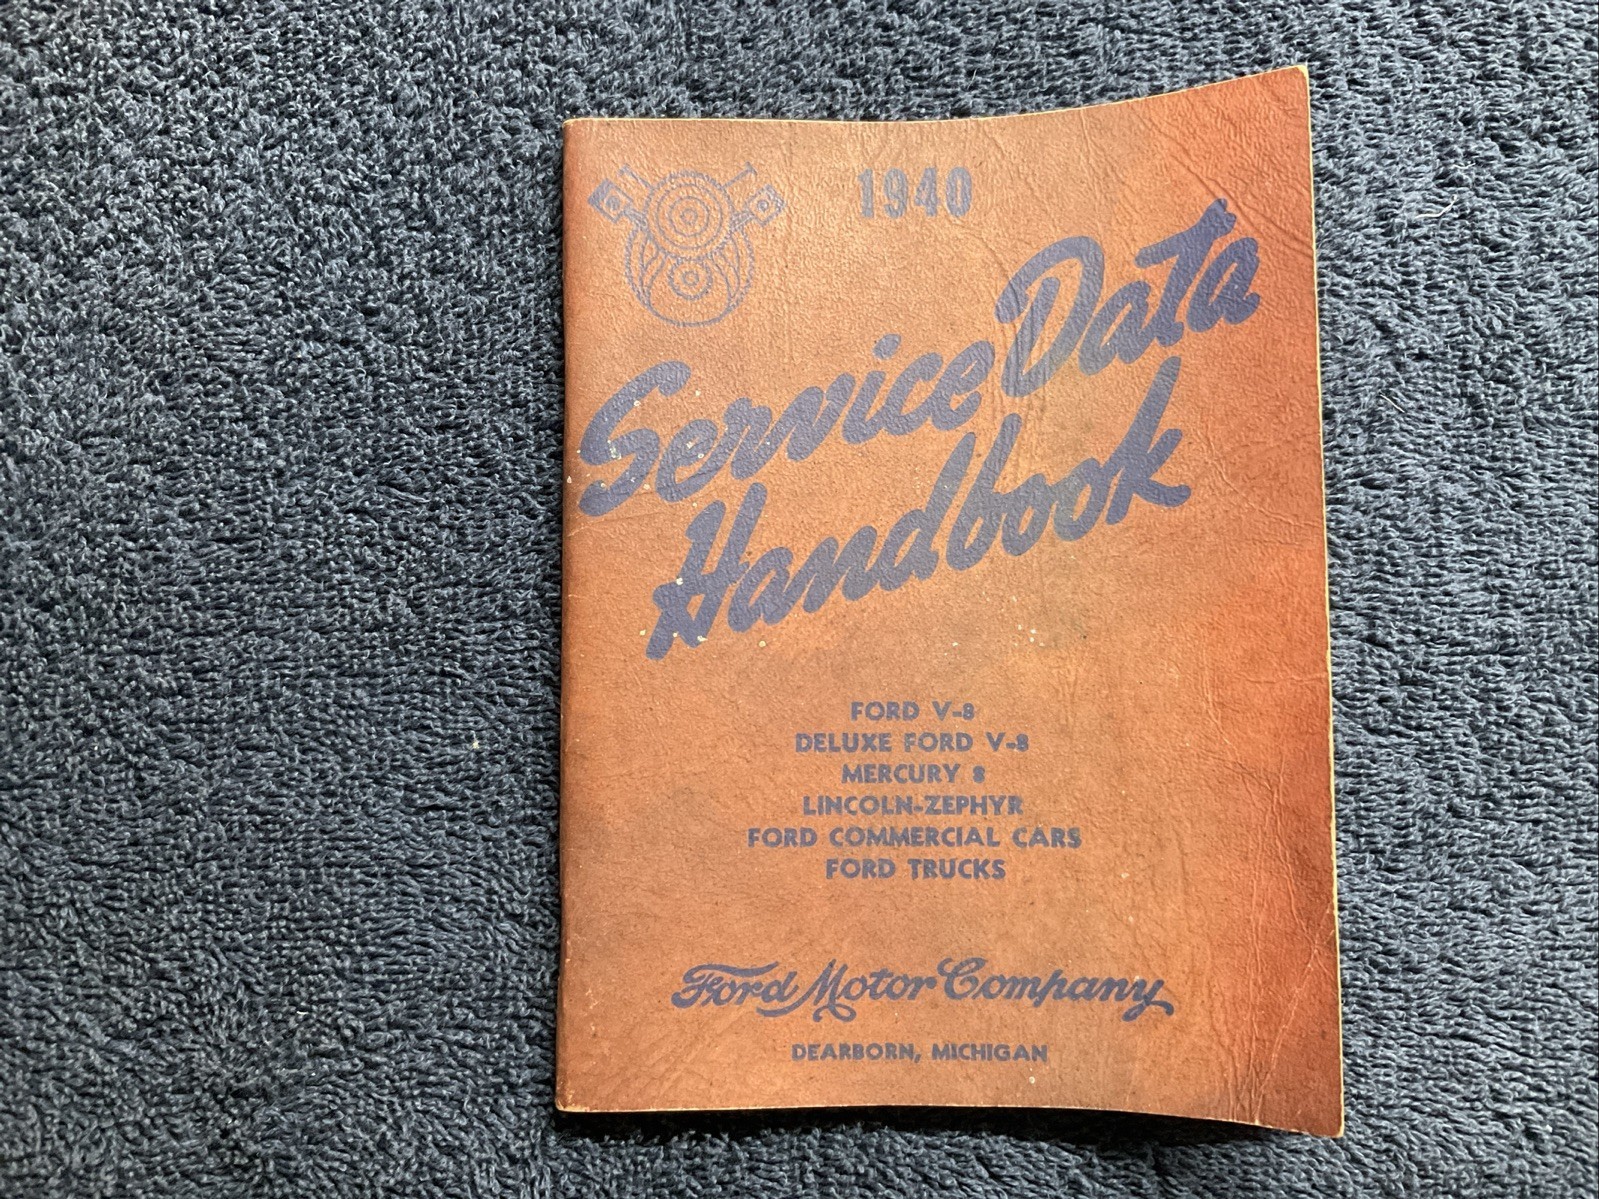 1940
Service Data
Handbook
FORD V-8
DELUXE FORD V-8
MERCURY 8
LINCOLN-ZEPHYR
FORD COMMERCIAL CARS
FORD TRUCKS
Ford Motor Company
DEARBORN, MICHIGAN